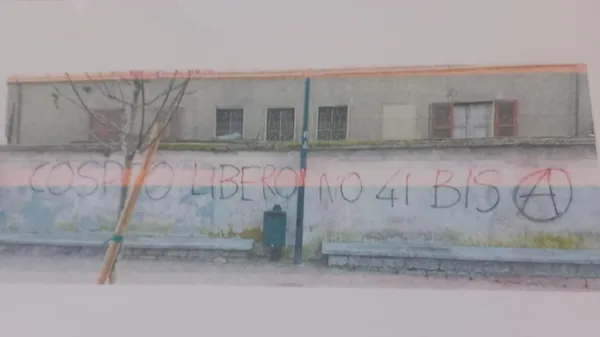 COSPITO LIBERO NO 41 BIS Ⓐ